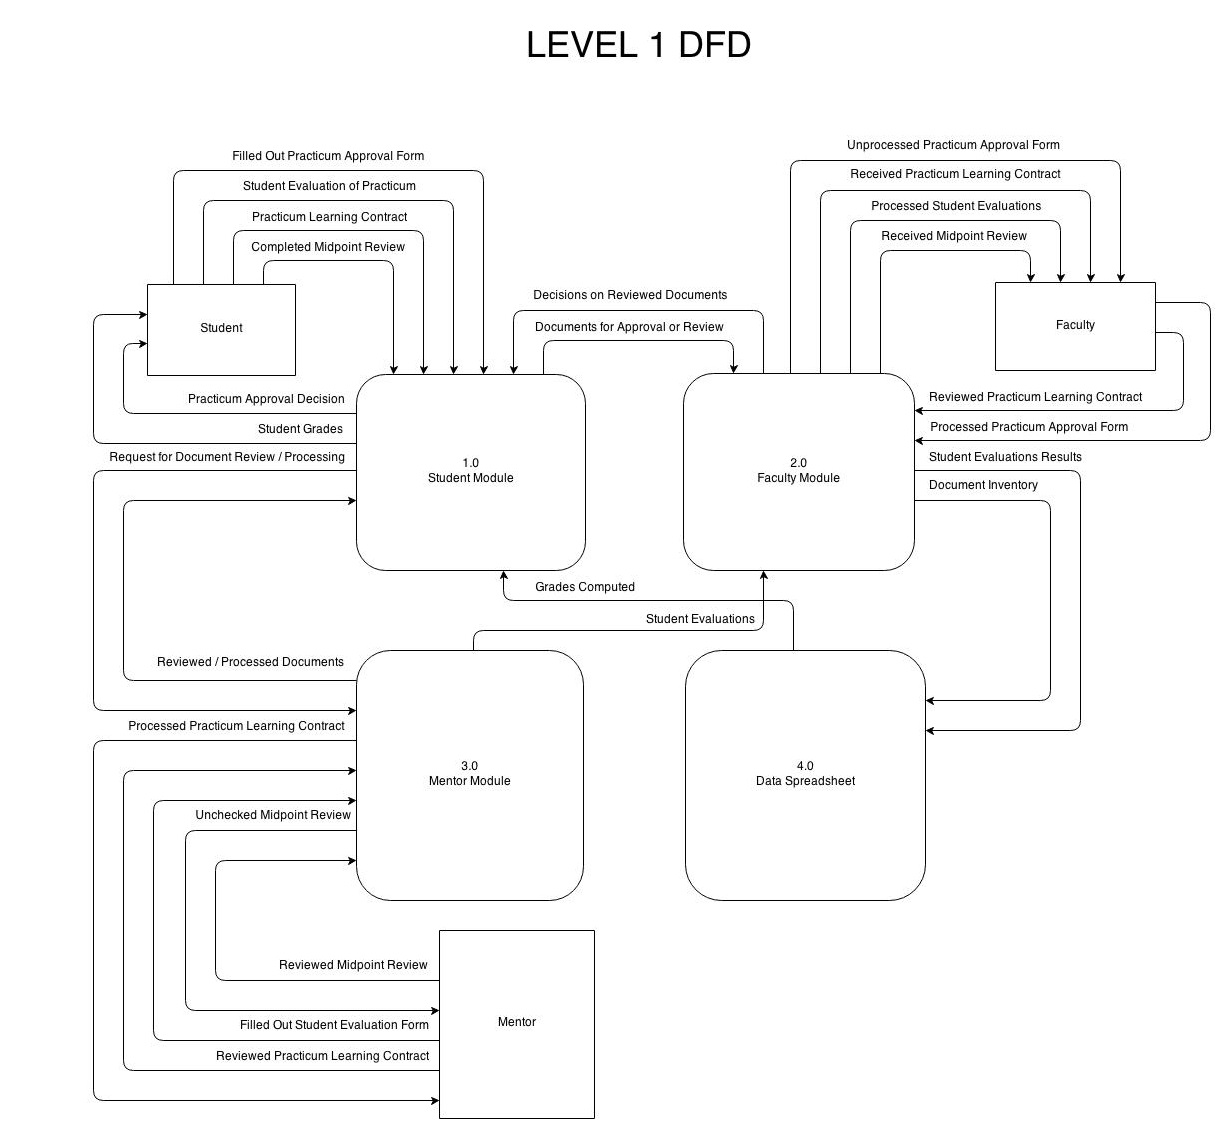 LEVEL 1 DFD
Unprocessed Practicum Approval Form
Filled Out Practicum Approval Form
Received Practicum Learning Contract
Student Evaluation of Practicum
Processed Student Evaluations
Practicum Learning Contract
Received Midpoint Review
Completed Midpoint Review
Decisions on Reviewed Documents
Documents for Approval or Review
Student
Faculty
Practicum Approval Decision
Reviewed Practicum Learning Contract
Student Grades
Processed Practicum Approval Form
Request for Document Review / Processing
Student Evaluations Results
1.0
Student Module
2.0
Faculty Module
Document Inventory
Grades Computed
Student Evaluations
Reviewed / Processed Documents
Processed Practicum Learning Contract
3.0
Mentor Module
4.0
Data Spreadsheet
Unchecked Midpoint Review
Reviewed Midpoint Review
Mentor
Filled Out Student Evaluation Form
Reviewed Practicum Learning Contract